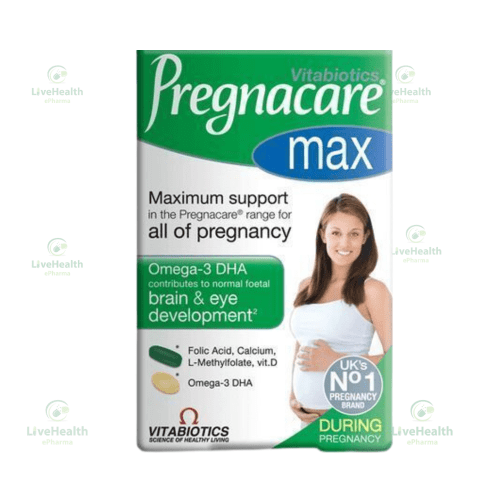 Vitabiotics®
Pregnacare®
max
Maximum support
in the Pregnacare® range for
all of pregnancy
Omega-3 DHA
contributes to normal foetal
brain & eye
development²
• Folic Acid, Calcium,
L-Methylfolate, vit.D
• Omega-3 DHA
UK's
Nº1
PREGNANCY
BRAND
VITABIOTICS
SCIENCE OF HEALTHY LIVING
DURING
PREGNANCY
LiveHealth
ePharma
LiveHealth
ePharma
LiveHealth
ePharma
LiveHealth
ePharma
LiveHealth
ePharma
LiveHealth
ePharma